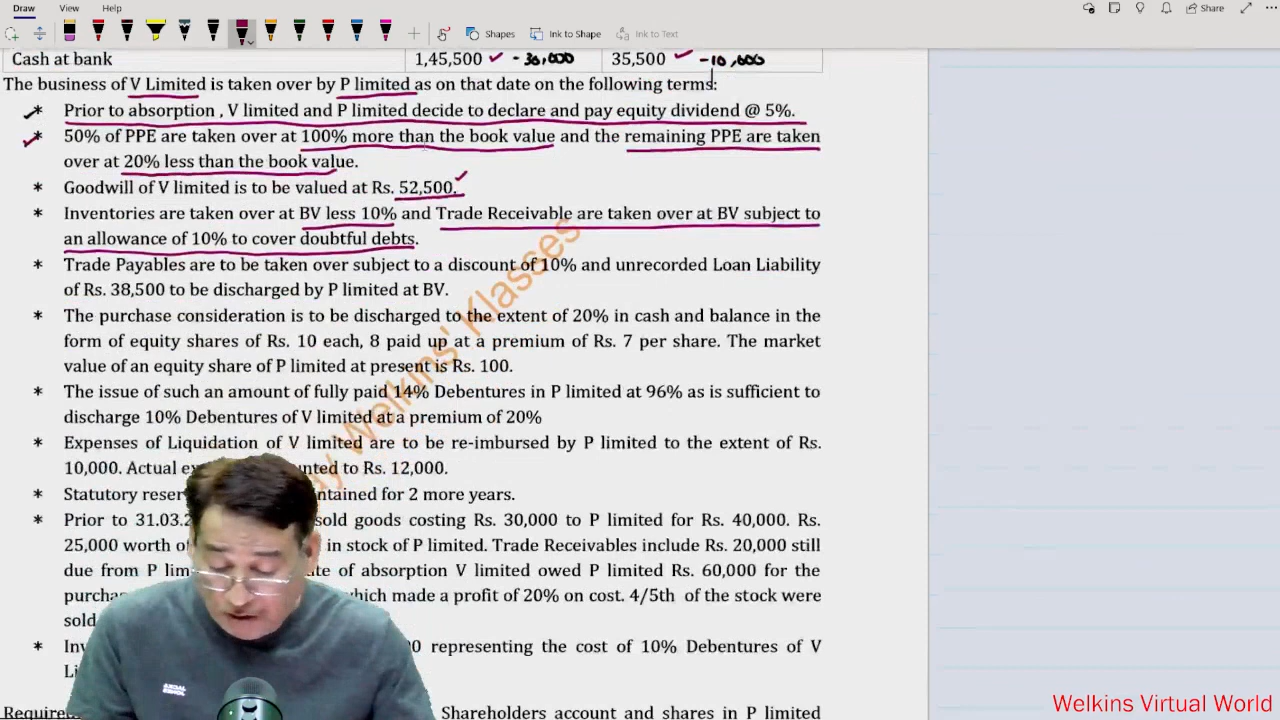 Draw View Help
Share
Shapes Ink to Shape Ink to Text
Cash at bank 1,45,500 - 30,000 35,500 - 10,000
The business of V Limited is taken over by P limited as on that date on the following terms:
* Prior to absorption , V limited and P limited decide to declare and pay equity dividend @ 5%.
* 50% of PPE are taken over at 100% more than the book value and the remaining PPE are taken
over at 20% less than the book value.
* Goodwill of V limited is to be valued at Rs. 52,500.
* Inventories are taken over at BV less 10% and Trade Receivable are taken over at BV subject to
an allowance of 10% to cover doubtful debts.
* Trade Payables are to be taken over subject to a discount of 10% and unrecorded Loan Liability
of Rs. 38,500 to be discharged by P limited at BV.
* The purchase consideration is to be discharged to the extent of 20% in cash and balance in the
form of equity shares of Rs. 10 each, 8 paid up at a premium of Rs. 7 per share. The market
value of an equity share of P limited at present is Rs. 100.
* The issue of such an amount of fully paid 14% Debentures in P limited at 96% as is sufficient to
discharge 10% Debentures of V limited at a premium of 20%
* Expenses of Liquidation of V limited are to be re-imbursed by P limited to the extent of Rs.
10,000. Actual to Rs. 12,000.
* Statutory for 2 more years.
* Prior to sold goods costing Rs. 30,000 to P limited for Rs. 40,000. Rs.
25,000 worth in stock of P limited. Trade Receivables include Rs. 20,000 still
due from P of absorption V limited owed P limited Rs. 60,000 for the
which made a profit of 20% on cost. 4/5th of the stock were
sold
* representing the cost of 10% Debentures of V
Shareholders account and shares in P limited
Welkins' Klasses
Welkins Virtual World